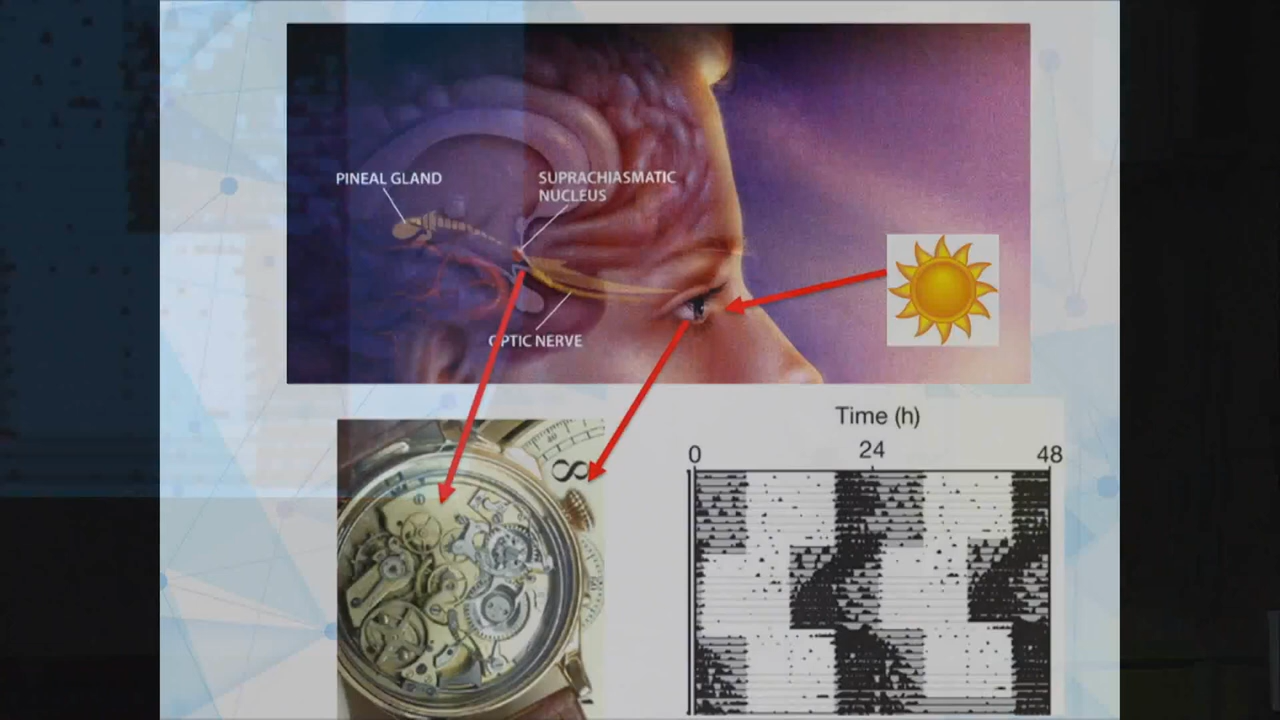 PINEAL GLAND
SUPRACHIASMATIC
NUCLEUS
OPTIC NERVE
Time (h)
0 24 48